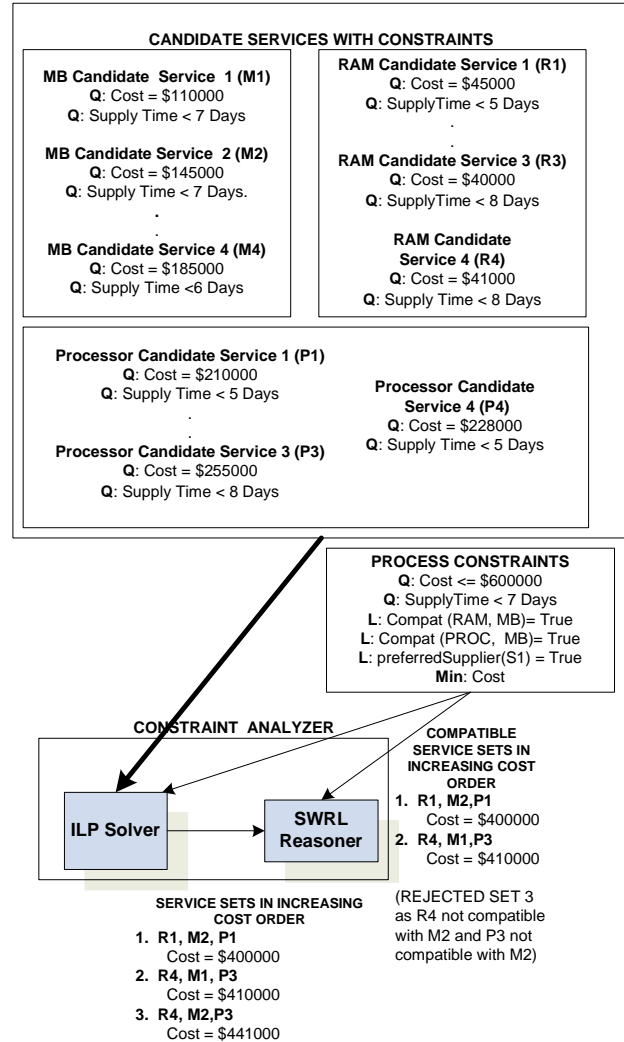 CANDIDATE SERVICES WITH CONSTRAINTS
MB Candidate Service 1 (M1)
Q: Cost = $110000
Q: Supply Time < 7 Days
MB Candidate Service 2 (M2)
Q: Cost = $145000
Q: Supply Time < 7 Days.
.
.
MB Candidate Service 4 (M4)
Q: Cost = $185000
Q: Supply Time <6 Days
RAM Candidate Service 1 (R1)
Q: Cost = $45000
Q: SupplyTime < 5 Days
.
.
RAM Candidate Service 3 (R3)
Q: Cost = $40000
Q: SupplyTime < 8 Days
RAM Candidate
Service 4 (R4)
Q: Cost = $41000
Q: Supply Time < 8 Days
Processor Candidate Service 1 (P1)
Q: Cost = $210000
Q: Supply Time < 5 Days
.
.
Processor Candidate Service 3 (P3)
Q: Cost = $255000
Q: Supply Time < 8 Days
Processor Candidate
Service 4 (P4)
Q: Cost = $228000
Q: Supply Time < 5 Days
PROCESS CONSTRAINTS
Q: Cost <= $600000
Q: SupplyTime < 7 Days
L: Compat (RAM, MB)= True
L: Compat (PROC, MB)= True
L: preferredSupplier(S1) = True
Min: Cost
CONSTRAINT ANALYZER
ILP Solver
SWRL
Reasoner
COMPATIBLE
SERVICE SETS IN
INCREASING COST
ORDER
1. R1, M2,P1
Cost = $400000
2. R4, M1,P3
Cost = $410000
(REJECTED SET 3
as R4 not compatible
with M2 and P3 not
compatible with M2)
SERVICE SETS IN INCREASING
COST ORDER
1. R1, M2, P1
Cost = $400000
2. R4, M1, P3
Cost = $410000
3. R4, M2,P3
Cost = $441000